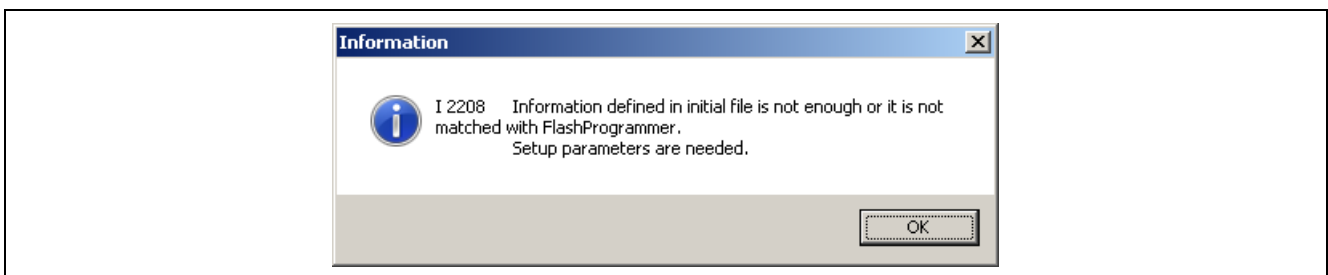 Information
I 2208 Information defined in initial file is not enough or it is not
matched with FlashProgrammer.
Setup parameters are needed.
OK